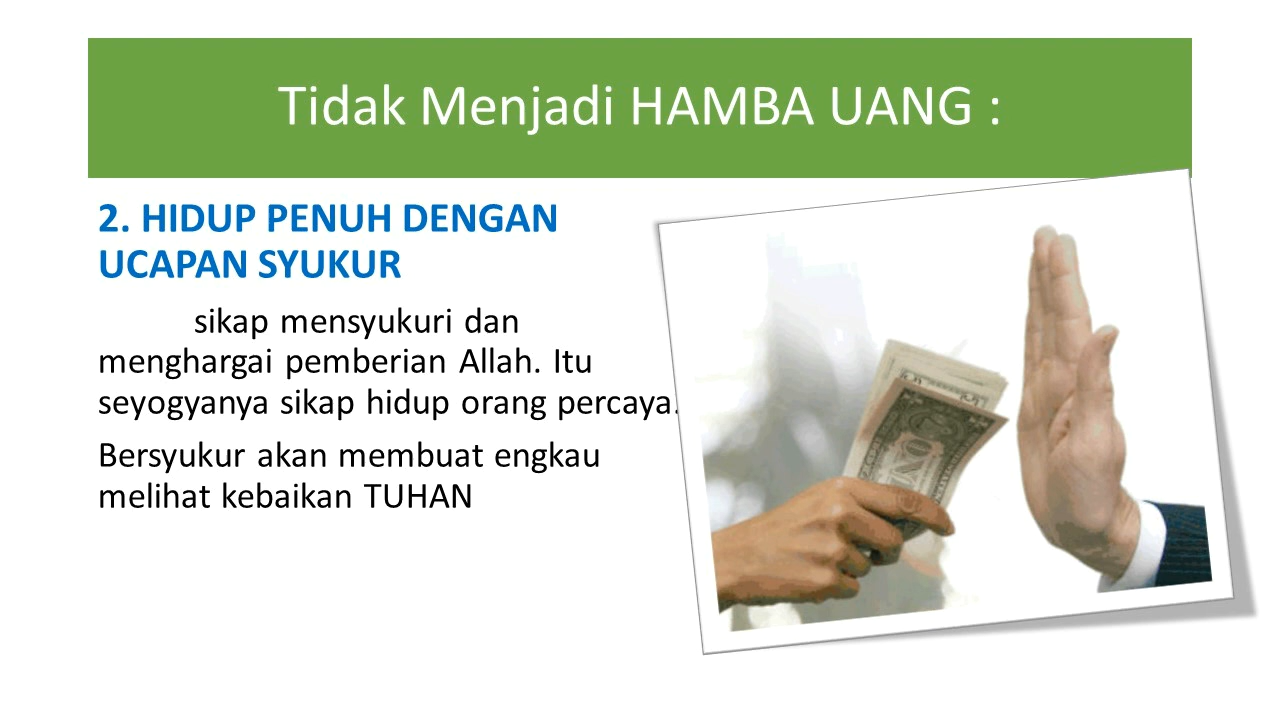 Tidak Menjadi HAMBA UANG :
2. HIDUP PENUH DENGAN
UCAPAN SYUKUR
sikap mensyukuri dan
menghargai pemberian Allah. Itu
seyogyanya sikap hidup orang percaya.
Bersyukur akan membuat engkau
melihat kebaikan TUHAN